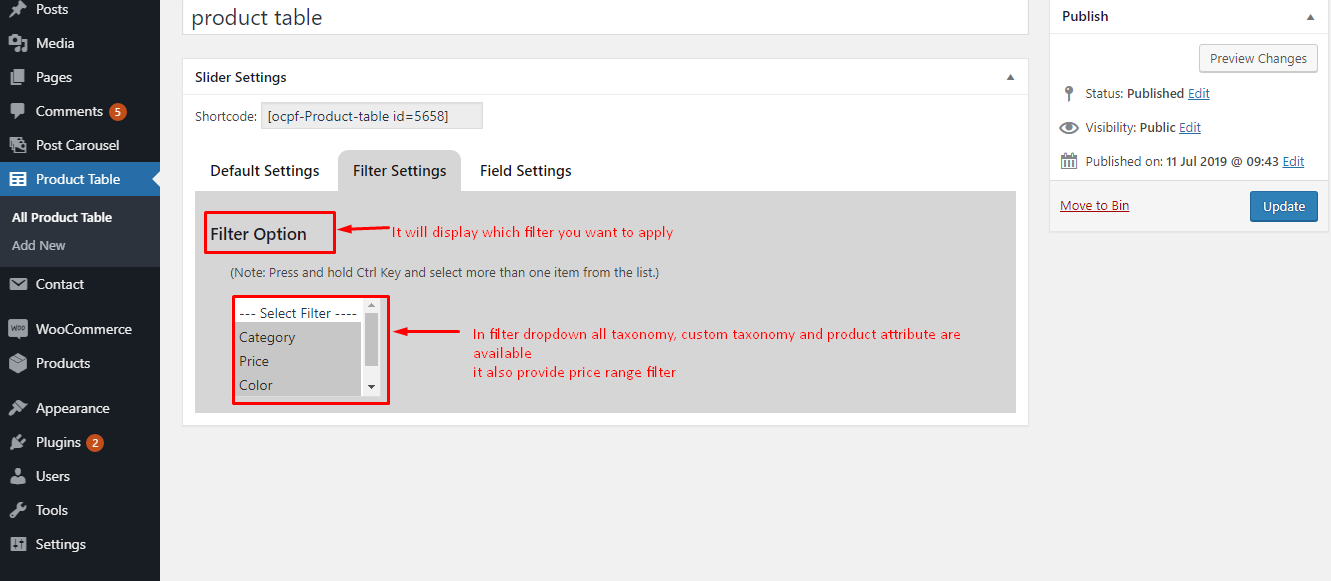 Posts
Media
Pages
Comments 5
Post Carousel
Product Table
All Product Table
Add New
Contact
WOO WooCommerce
Products
Appearance
Plugins 2
Users
Tools
Settings
product table
Slider Settings
Shortcode: [ocpf-Product-table id=5658]
Default Settings Filter Settings Field Settings
Filter Option
It will display which filter you want to apply
(Note: Press and hold Ctrl Key and select more than one item from the list.)
--- Select Filter ----
Category
Price
Color
In filter dropdown all taxonomy, custom taxonomy and product attribute are
available
it also provide price range filter
Publish
Preview Changes
Status: Published Edit
Visibility: Public Edit
Published on: 11 Jul 2019 @ 09:43 Edit
Move to Bin
Update